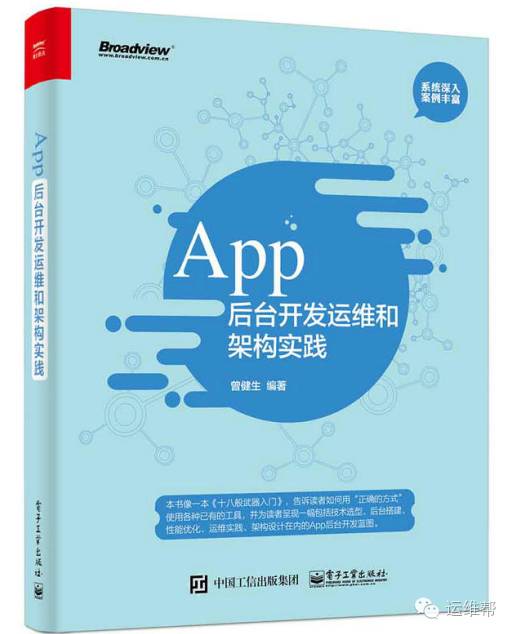 Broadview®
www.broadview.com.cn
系统深入
案例丰富
App
后台开发运维和
架构实践
曾健生 编著
本书像一本《十八般武器入门》，告诉读者如何用“正确的方式”
使用各种已有的工具，并为读者呈现一幅包括技术选型、后台搭建、
性能优化、运维实践、架构设计在内的App后台开发蓝图。
中国工信出版集团
电子工业出版社
App后台开发运维和架构实践
电子工业出版社
运维帮